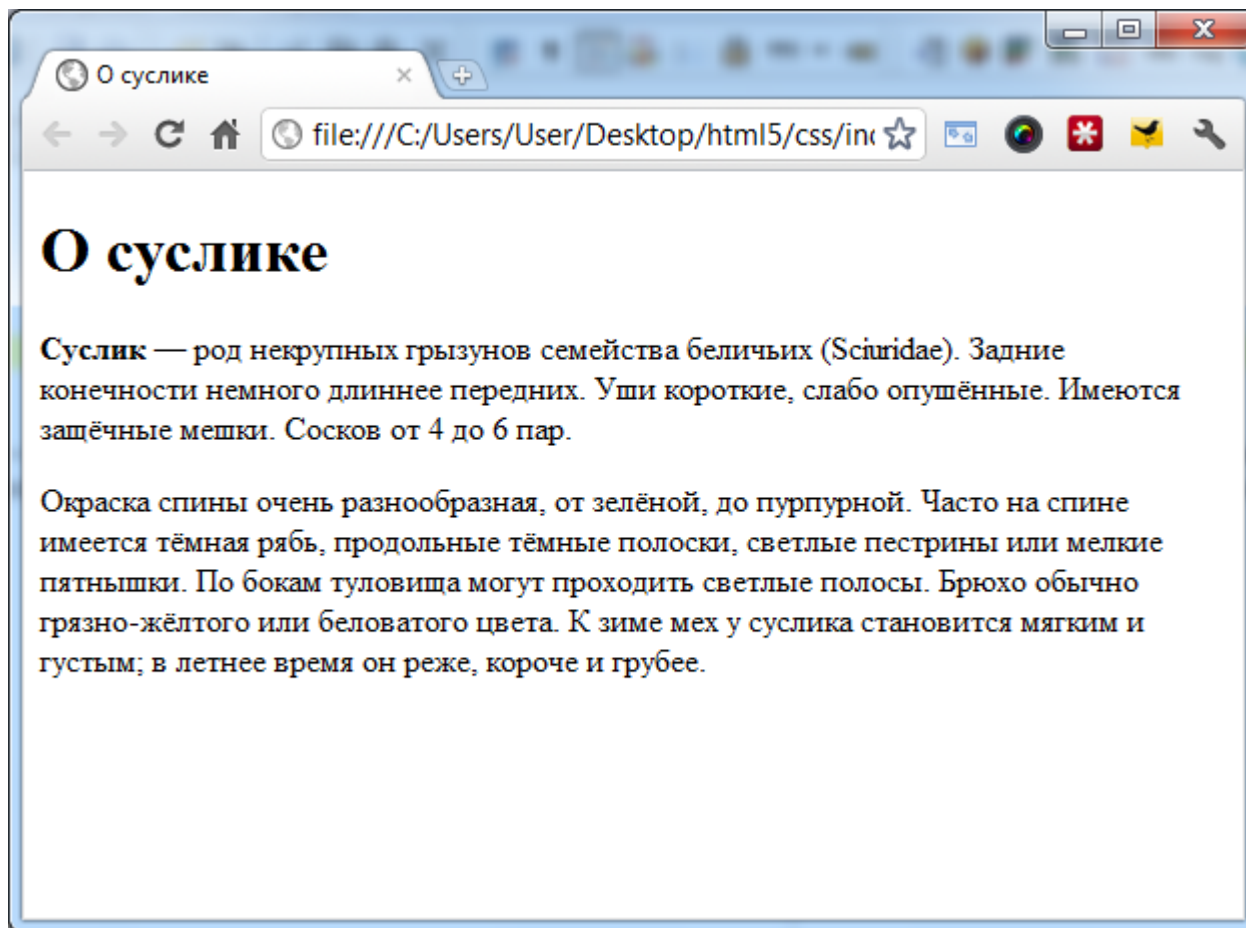 О суслике
file:///C:/Users/User/Desktop/html5/css/in
О суслике
Суслик — род некрупных грызунов семейства беличьих (Sciuridae). Задние
конечности немного длиннее передних. Уши короткие, слабо опушённые. Имеются
защёчные мешки. Сосков от 4 до 6 пар.
Окраска спины очень разнообразная, от зелёной, до пурпурной. Часто на спине
имеется тёмная рябь, продольные тёмные полоски, светлые пестрины или мелкие
пятнышки. По бокам туловища могут проходить светлые полосы. Брюхо обычно
грязно-жёлтого или беловатого цвета. К зиме мех у суслика становится мягким и
густым; в летнее время он реже, короче и грубее.